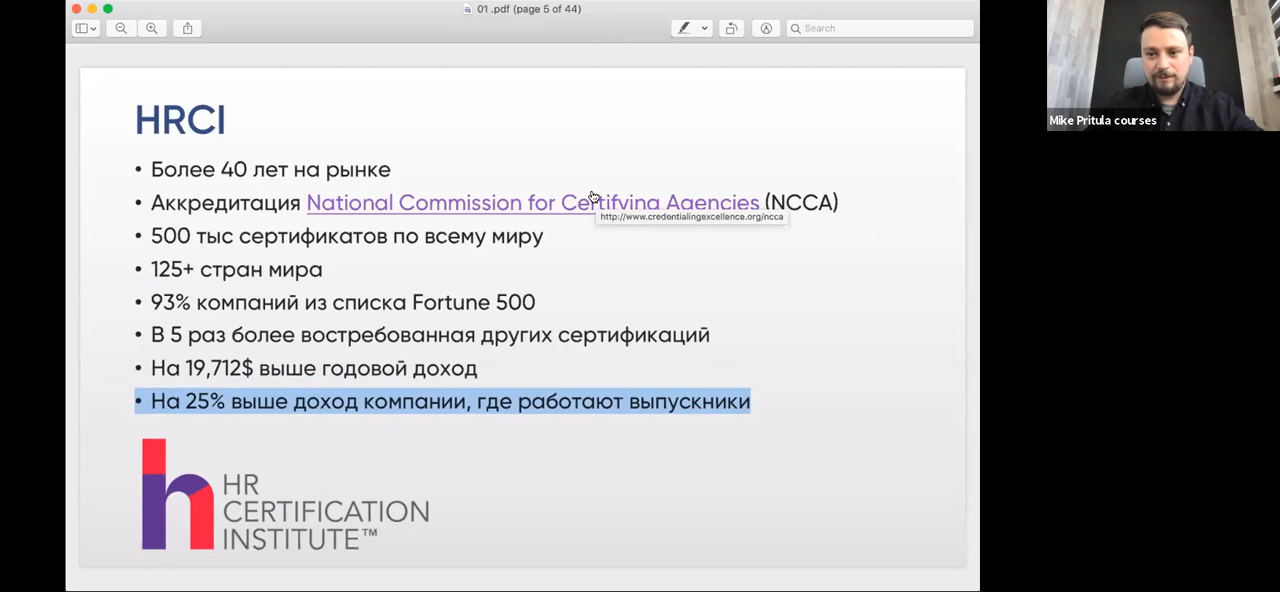 01 .pdf (page 5 of 44)
Search
HRCI
• Более 40 лет на рынке
• Аккредитация National Commission for Certifying Agencies (NCCA)
http://www.credentialingexcellence.org/ncca
• 500 тыс сертификатов по всему миру
• 125+ стран мира
• 93% компаний из списка Fortune 500
• В 5 раз более востребованная других сертификаций
• На 19,712$ выше годовой доход
• На 25% выше доход компании, где работают выпускники
HR
CERTIFICATION
INSTITUTE™
Mike Pritula courses